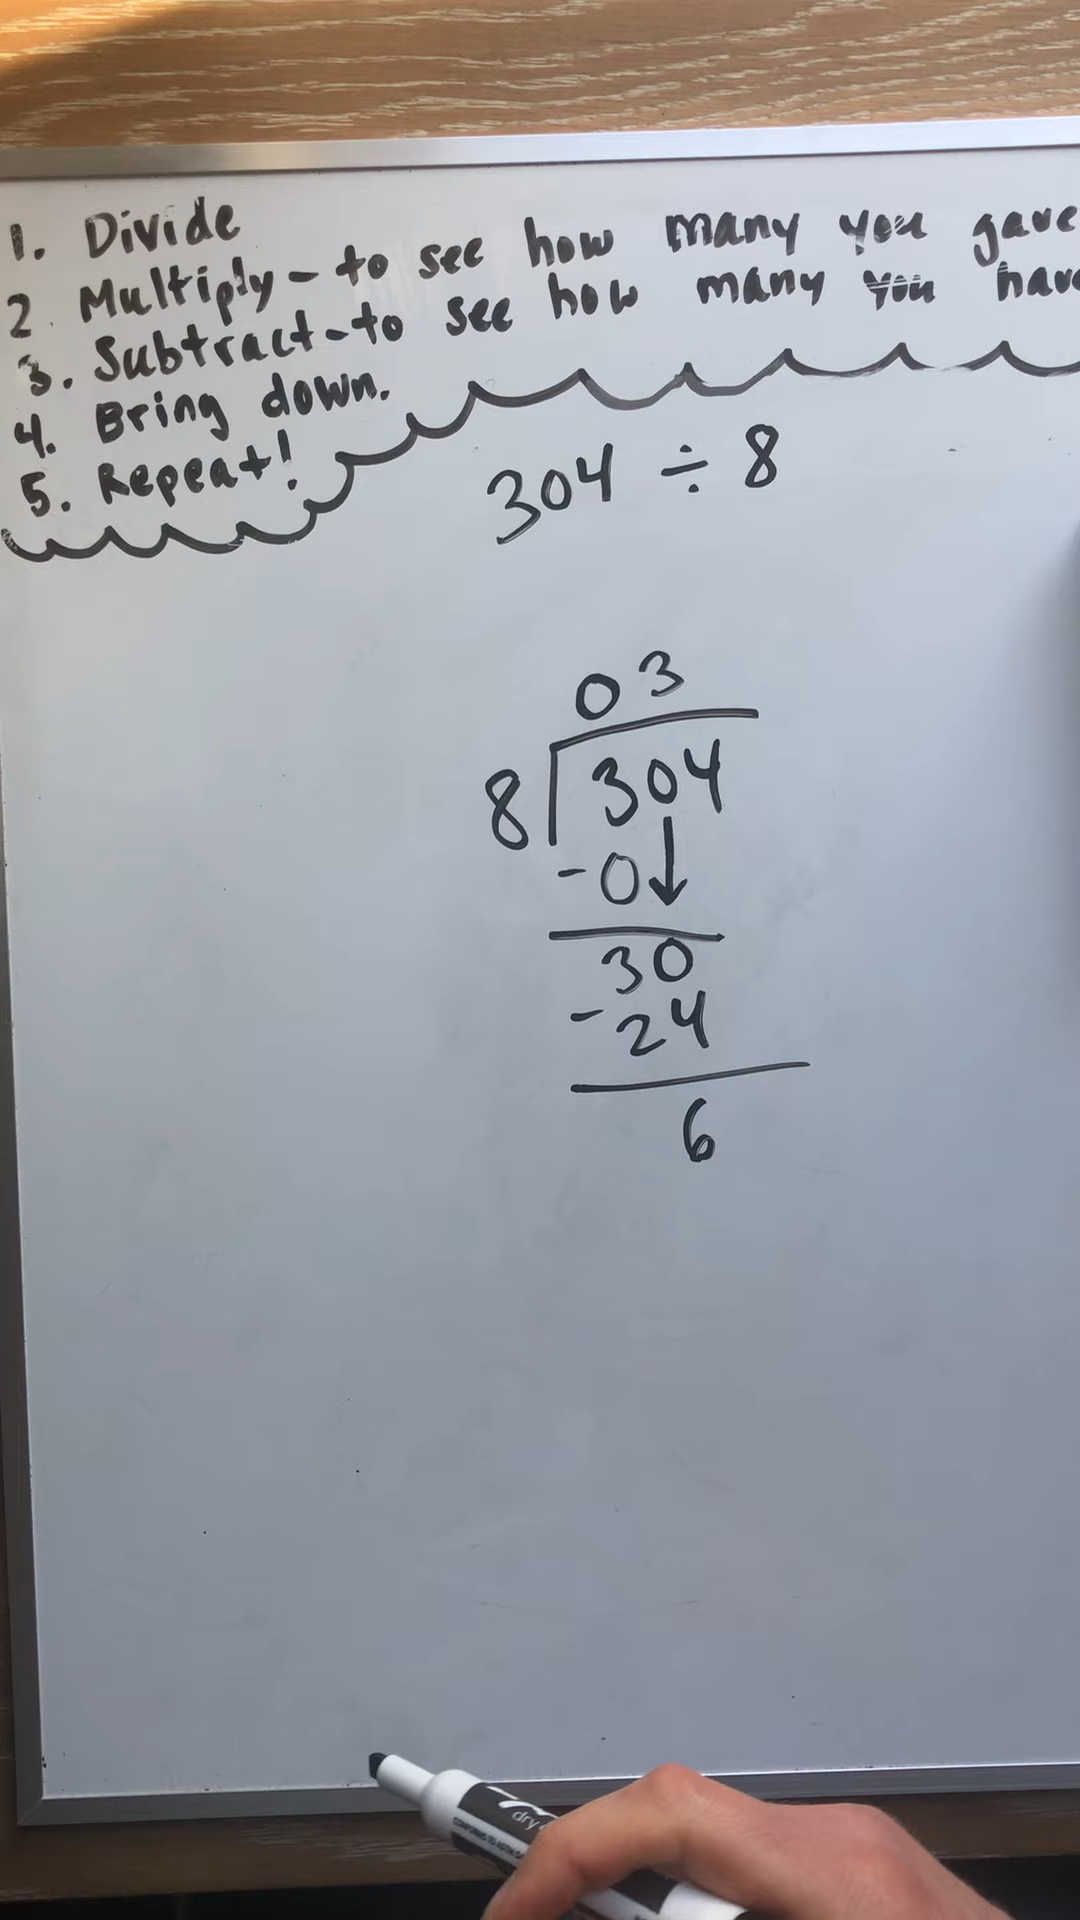 1. Divide
2. Multiply - to see how many you gave
3. Subtract - to see how many you have
4. Bring down.
5. Repeat!
304 ÷ 8
03
8 304
-0
30
-24
6
dry